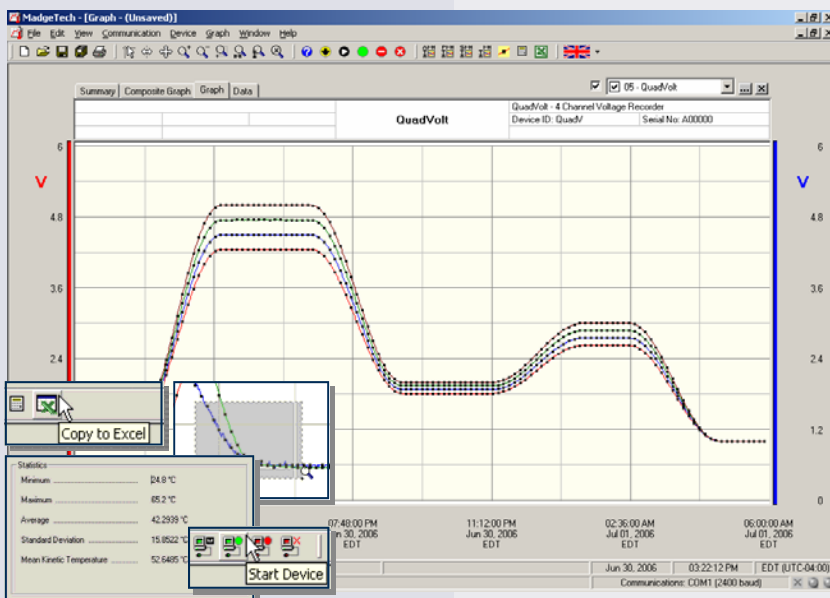 MadgeTech - [Graph - (Unsaved)]
File Edit View Communication Device Graph Window Help
Summary Composite Graph Graph Data
05 - QuadVolt
QuadVolt
QuadVolt - 4 Channel Voltage Recorder
Device ID: QuadV Serial No: A00000
6 6
V V
4.8 4.8
3.6 3.6
2.4 2.4
1.2
0
Copy to Excel
Statistics
Minimum 24.8 °C
Maximum 65.2 °C
Average 42.2939 °C
Standard Deviation 15.8522 °C
Mean Kinetic Temperature 52.6485 °C
Start Device
07:48:00 PM 11:12:00 PM 02:36:00 AM 06:00:00 AM
n 30, 2006 Jun 30, 2006 Jul 01, 2006 Jul 01, 2006
EDT EDT EDT EDT
Jun 30, 2006 03:22:12 PM EDT (UTC-04:00)
Communications: COM1 (2400 baud)